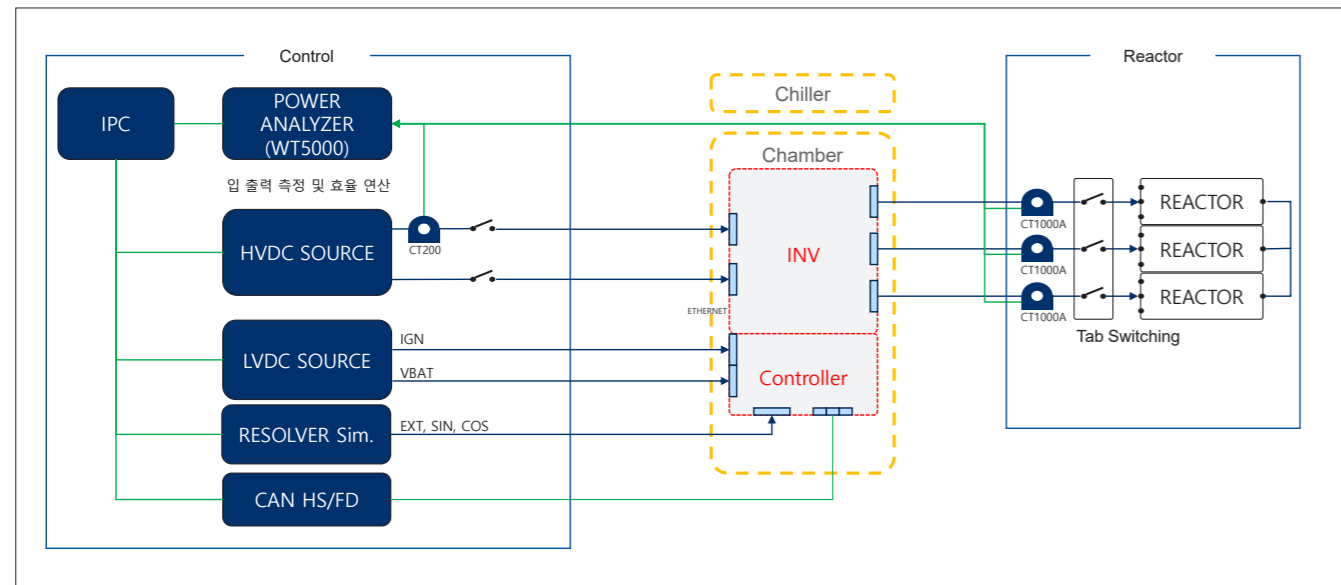 Control
Reactor
Chiller
IPC
POWER
ANALYZER
(WT5000)
Chamber
입 출력 측정 및 효율 연산
HVDC SOURCE
CT200
INV
ETHERNET
CT1000A
REACTOR
CT1000A
REACTOR
CT1000A
REACTOR
Tab Switching
LVDC SOURCE
IGN
VBAT
Controller
RESOLVER Sim.
EXT, SIN, COS
CAN HS/FD